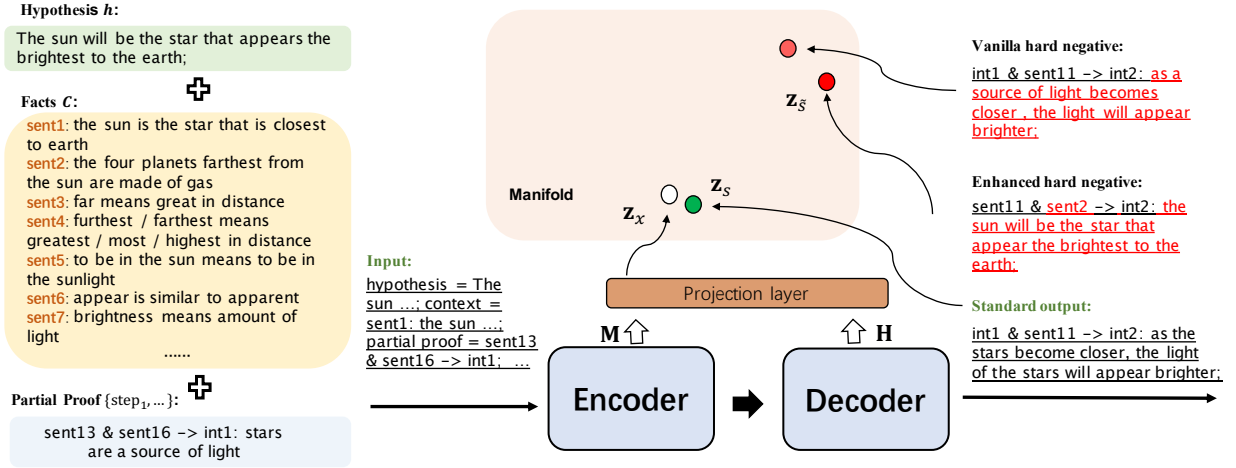 Hypothesis h:
The sun will be the star that appears the
brightest to the earth;
Facts C:
sent1: the sun is the star that is closest
to earth
sent2: the four planets farthest from
the sun are made of gas
sent3: far means great in distance
sent4: furthest / farthest means
greatest / most / highest in distance
sent5: to be in the sun means to be in
the sunlight
sent6: appear is similar to apparent
sent7: brightness means amount of
light
......
Partial Proof {step₁, …}:
sent13 & sent16 –> int1: stars
are a source of light
Input:
hypothesis = The
sun ...; context =
sent1: the sun ...;
partial proof = sent13
& sent16 –> int1; ...
Manifold
z_x
z_s
z_s̃
Projection layer
M
H
Encoder
Decoder
Vanilla hard negative:
int1 & sent11 –> int2: as a
source of light becomes
closer , the light will appear
brighter;
Enhanced hard negative:
sent11 & sent2 –> int2: the
sun will be the star that
appear the brightest to the
earth;
Standard output:
int1 & sent11 –> int2: as the
stars become closer, the light
of the stars will appear brighter;